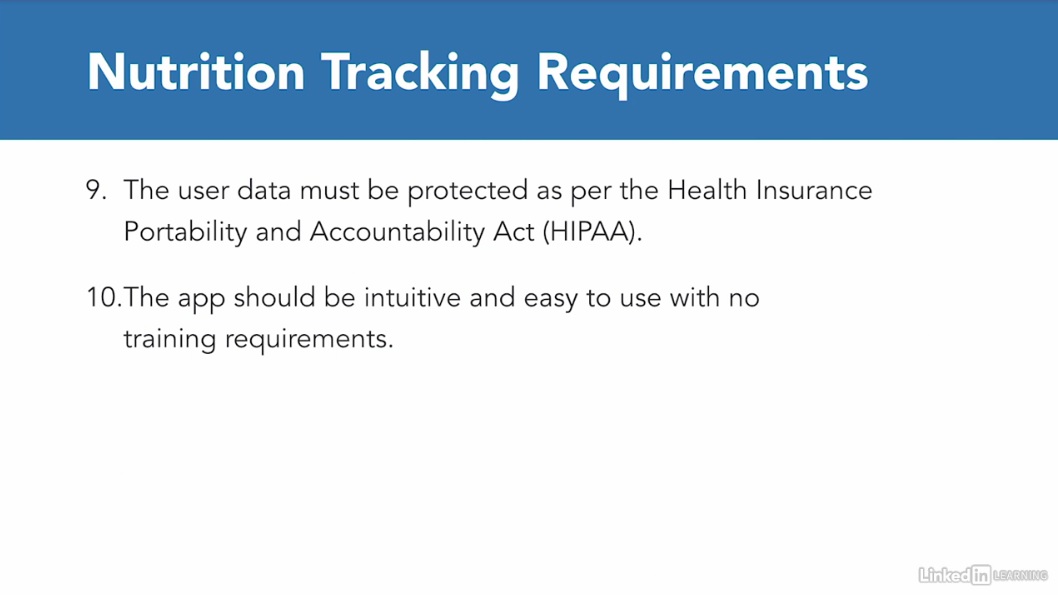 Nutrition Tracking Requirements
9. The user data must be protected as per the Health Insurance
Portability and Accountability Act (HIPAA).
10.The app should be intuitive and easy to use with no
training requirements.
Linked in LEARNING